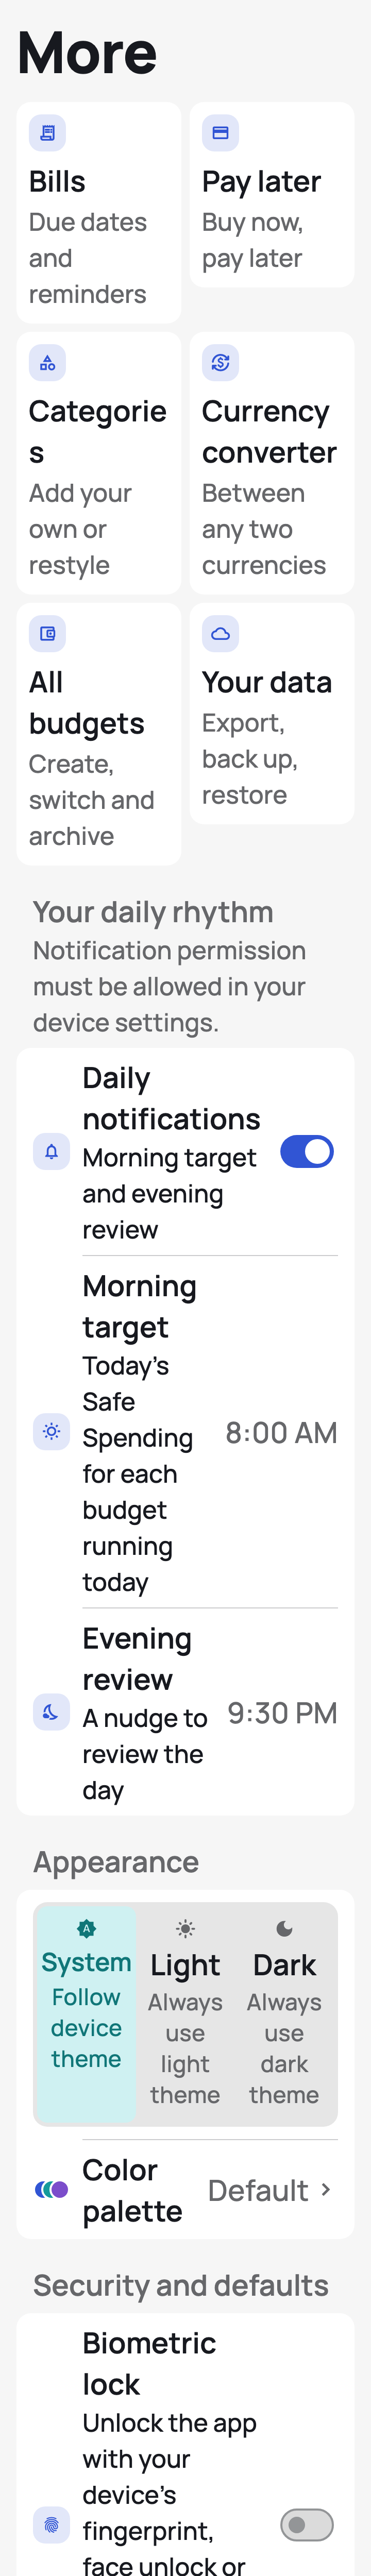 More
Bills
Due dates
and
reminders
Pay later
Buy now,
pay later
Categorie
s
Add your
own or
restyle
Currency
converter
Between
any two
currencies
All
budgets
Create,
switch and
archive
Your data
Export,
back up,
restore
Your daily rhythm
Notification permission
must be allowed in your
device settings.
Daily
notifications
Morning target
and evening
review
Morning
target
Today's
Safe
Spending
for each
budget
running
today
8:00 AM
Evening
review
A nudge to
review the
day
9:30 PM
Appearance
A
System
Follow
device
theme
Light
Always
use
light
theme
Dark
Always
use
dark
theme
Color
palette
Default
Security and defaults
Biometric
lock
Unlock the app
with your
device's
fingerprint,
face unlock or